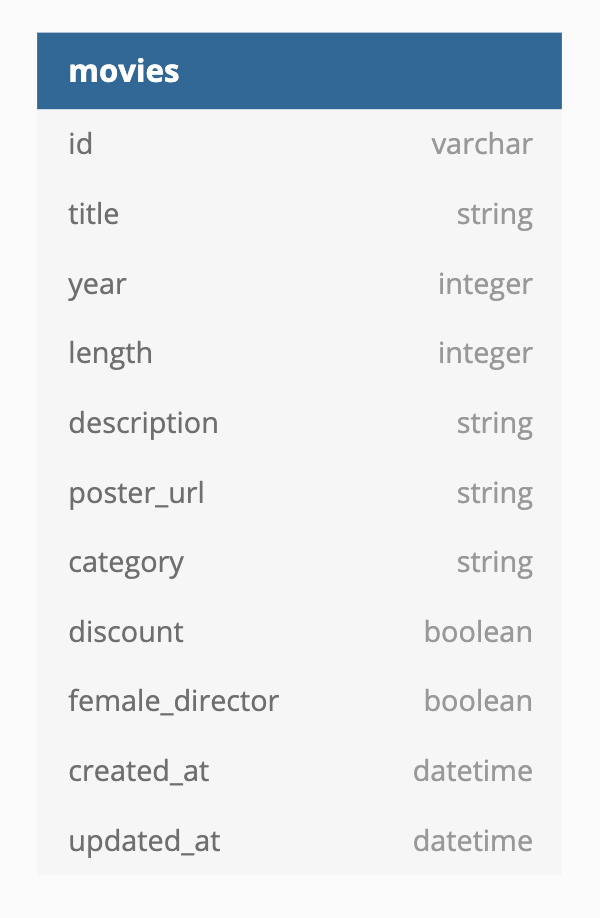 movies
id varchar
title string
year integer
length integer
description string
poster_url string
category string
discount boolean
female_director boolean
created_at datetime
updated_at datetime